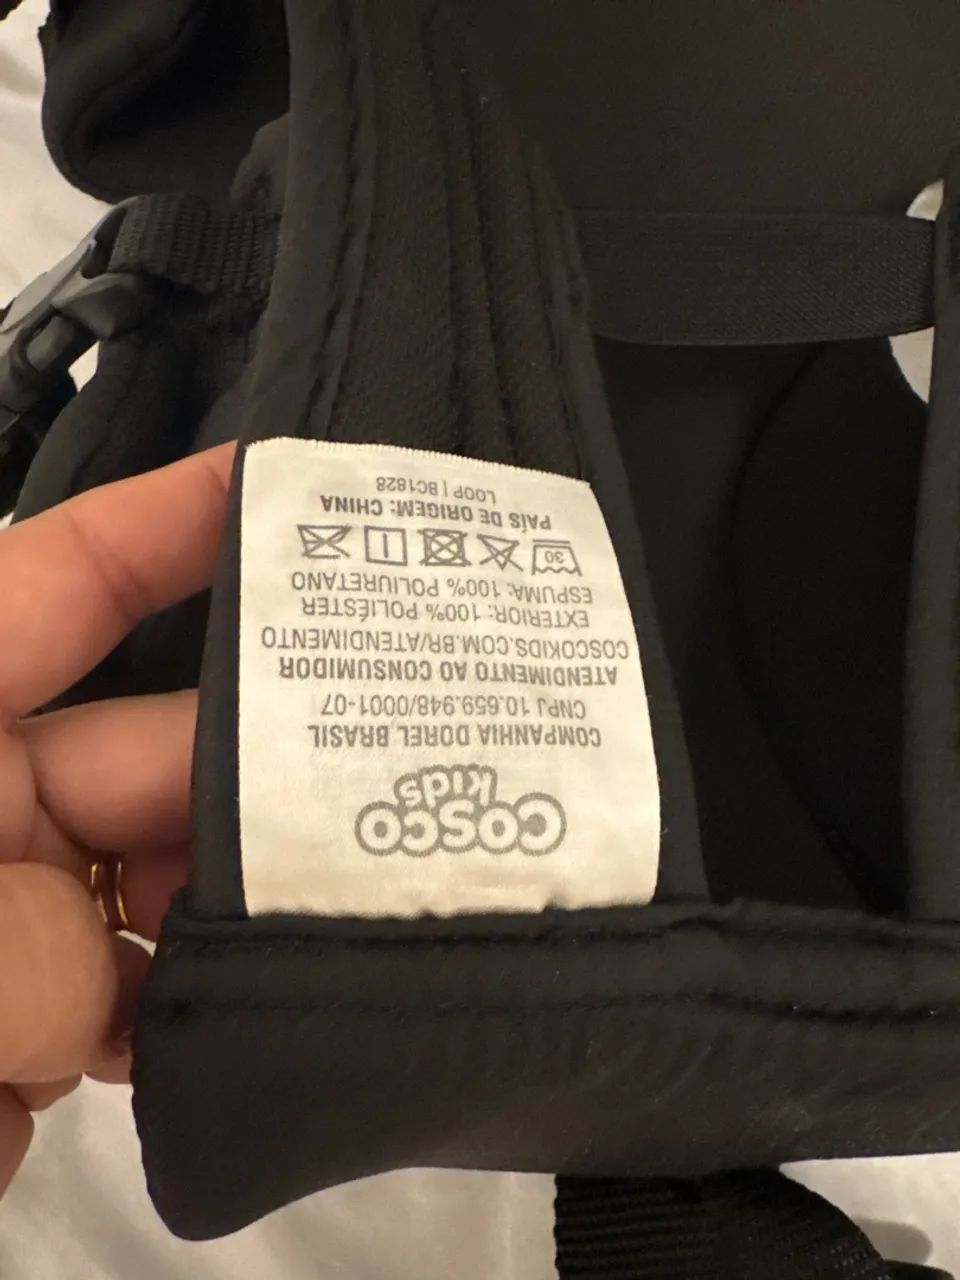 COSCO
kids
COMPANHIA DOREL BRASIL
CNPJ 10.659.948/0001-07
ATENDIMENTO AO CONSUMIDOR
COSCOKIDS.COM.BR/ATENDIMENTO
EXTERIOR: 100% POLIÉSTER
ESPUMA: 100% POLIURETANO
30
PAÍS DE ORIGEM: CHINA
LOOP | BC1828